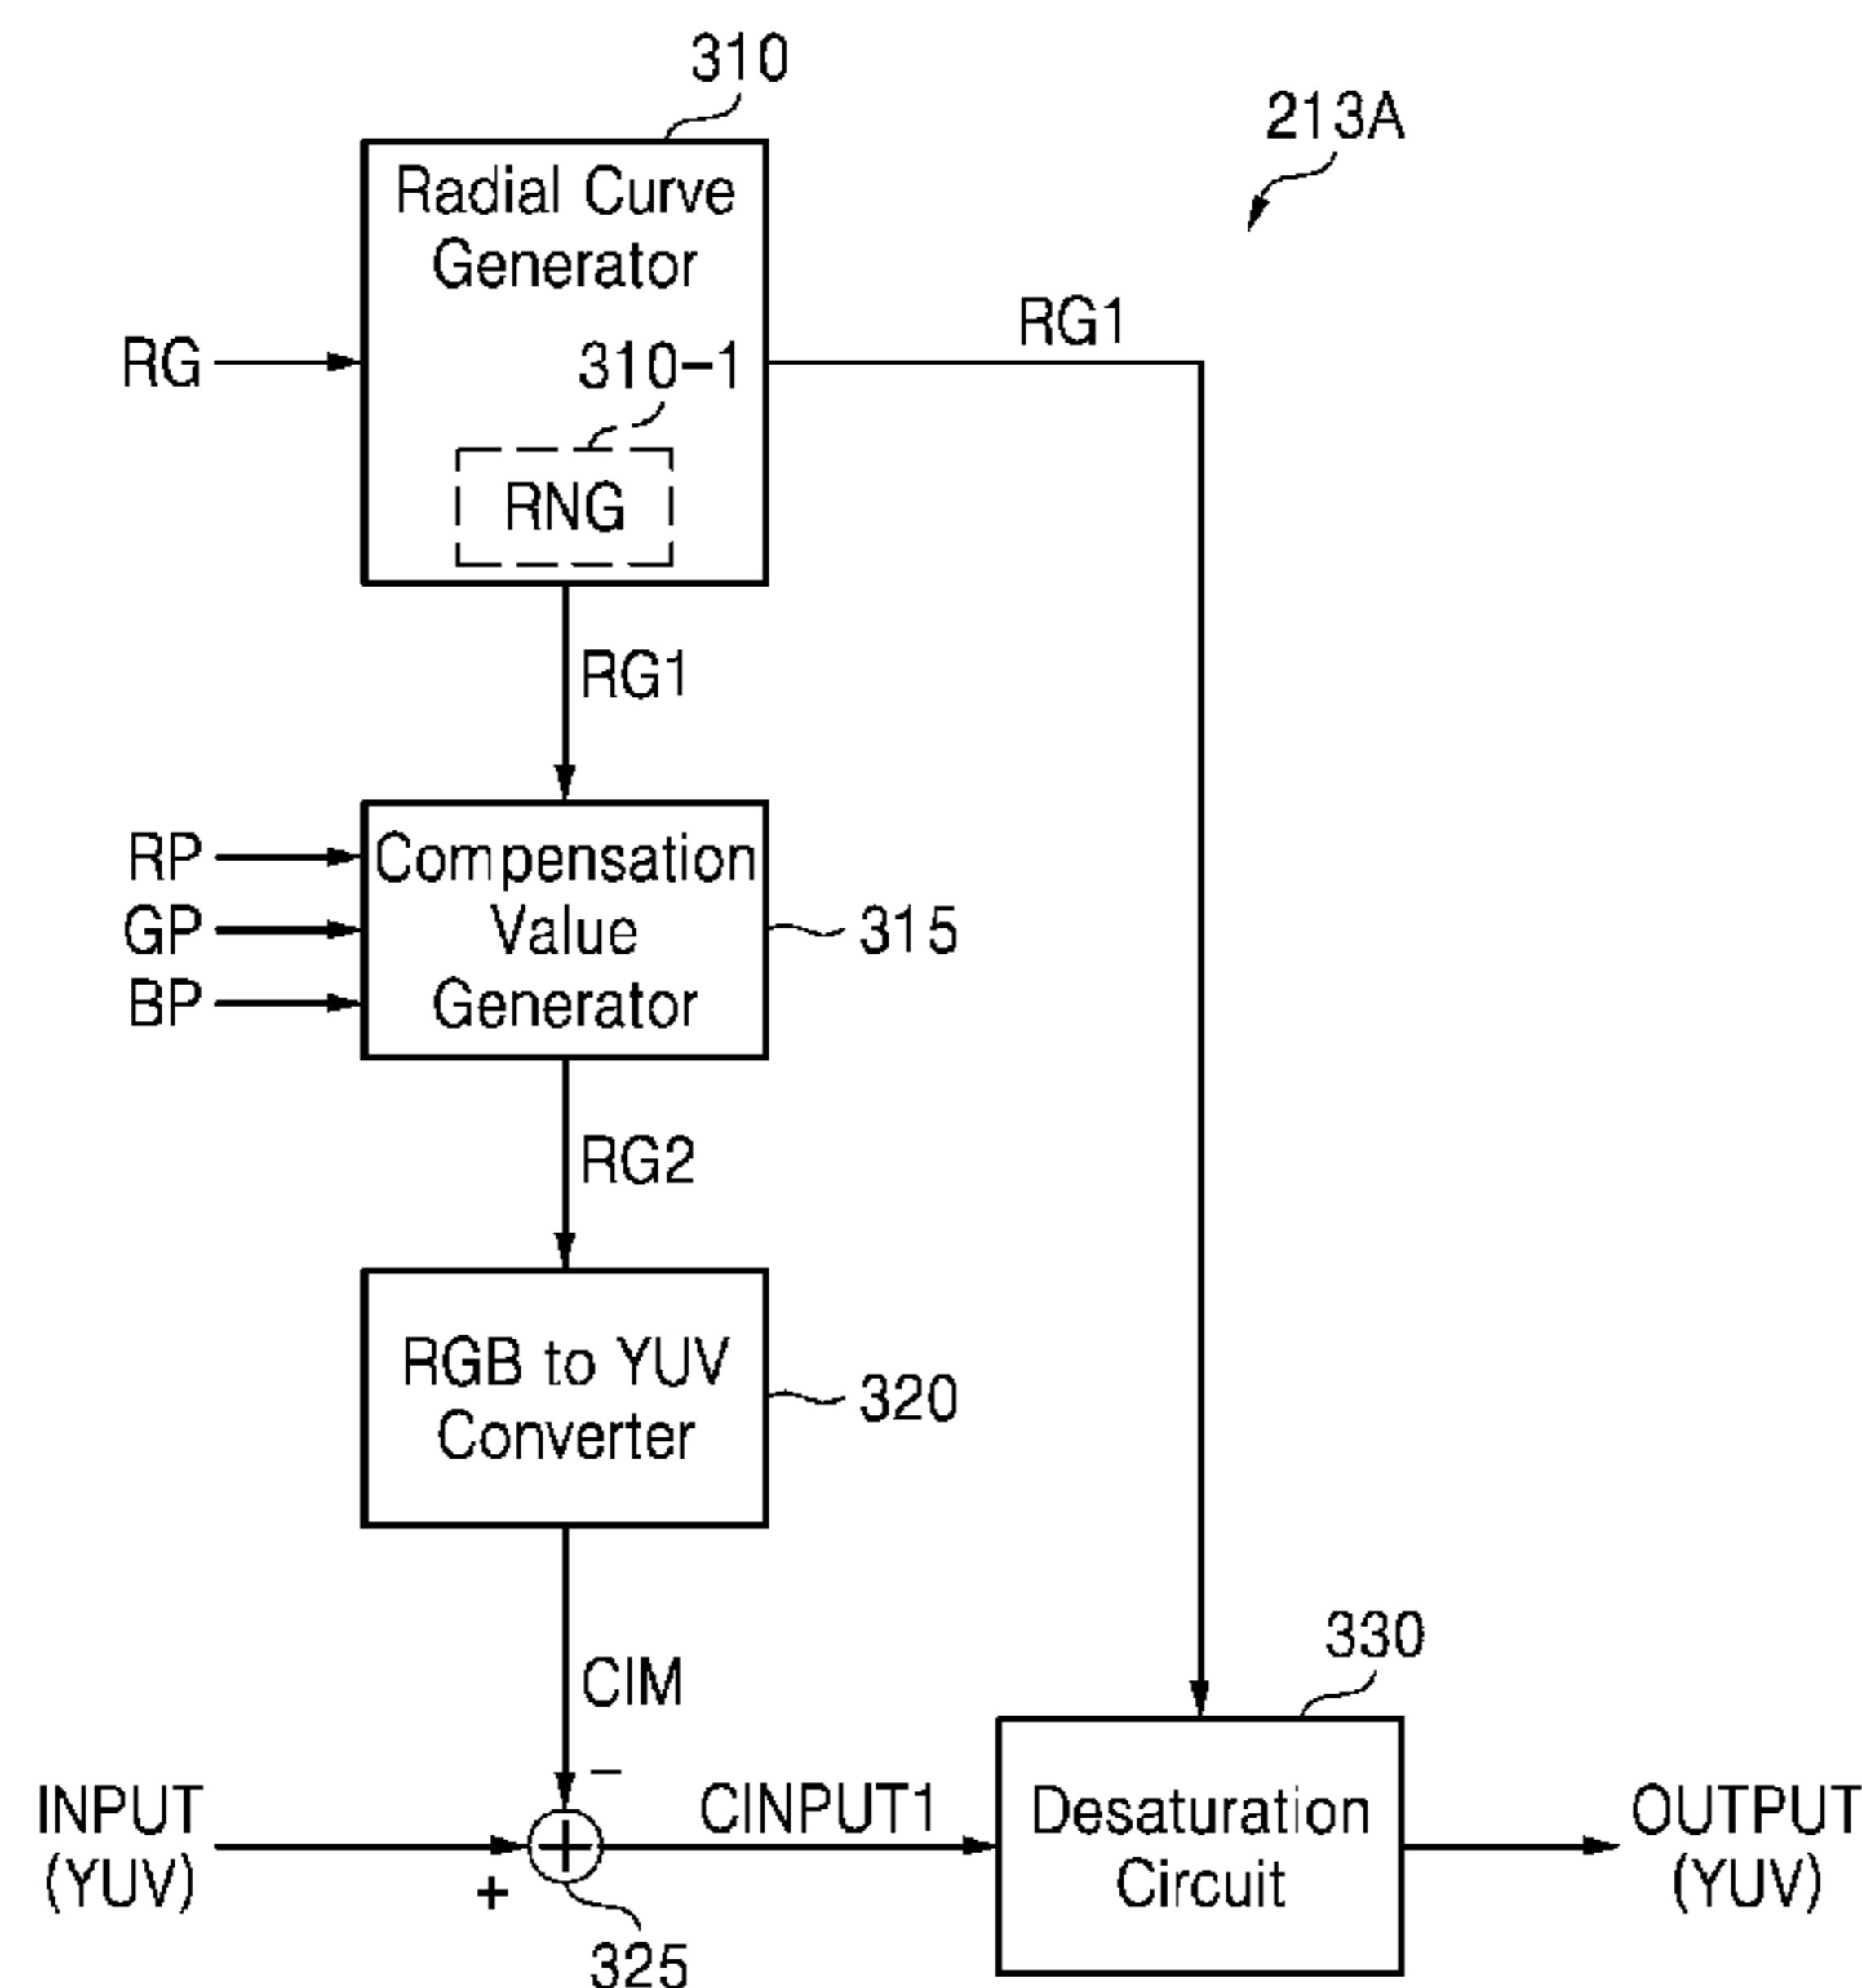 310
213A
Radial Curve
Generator
RG1
RG
310-1
RNG
RG1
RP
GP
BP
Compensation
Value
Generator
315
RG2
RGB to YUV
Converter
320
330
CIM
–
INPUT
(YUV)
+
325
CINPUT1
Desaturation
Circuit
OUTPUT
(YUV)